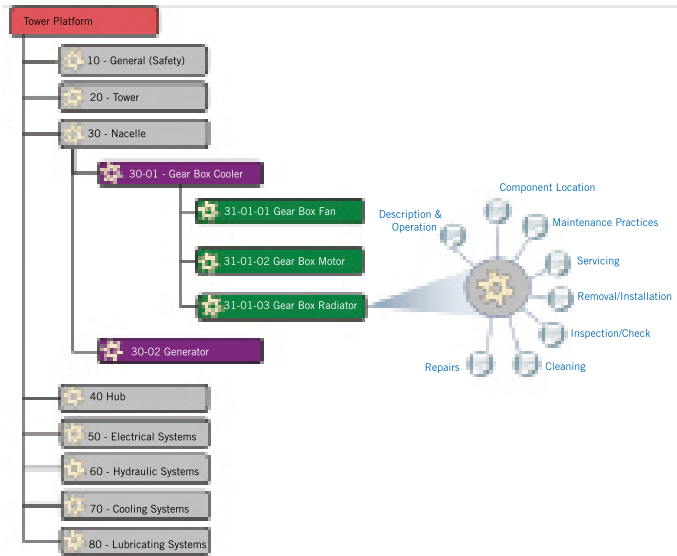 Tower Platform
10 - General (Safety)
20 - Tower
30 - Nacelle
30-01 - Gear Box Cooler
31-01-01 Gear Box Fan
31-01-02 Gear Box Motor
31-01-03 Gear Box Radiator
30-02 Generator
40 Hub
50 - Electrical Systems
60 - Hydraulic Systems
70 - Cooling Systems
80 - Lubricating Systems
Description &
Operation
Component Location
Maintenance Practices
Servicing
Removal/Installation
Inspection/Check
Cleaning
Repairs